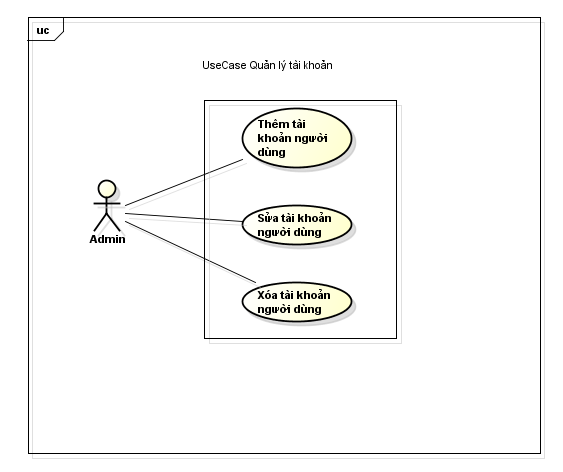 uc
UseCase Quản lý tài khoản
Thêm tài
khoản người
dùng
Sửa tài khoản
người dùng
Admin
Xóa tài khoản
người dùng